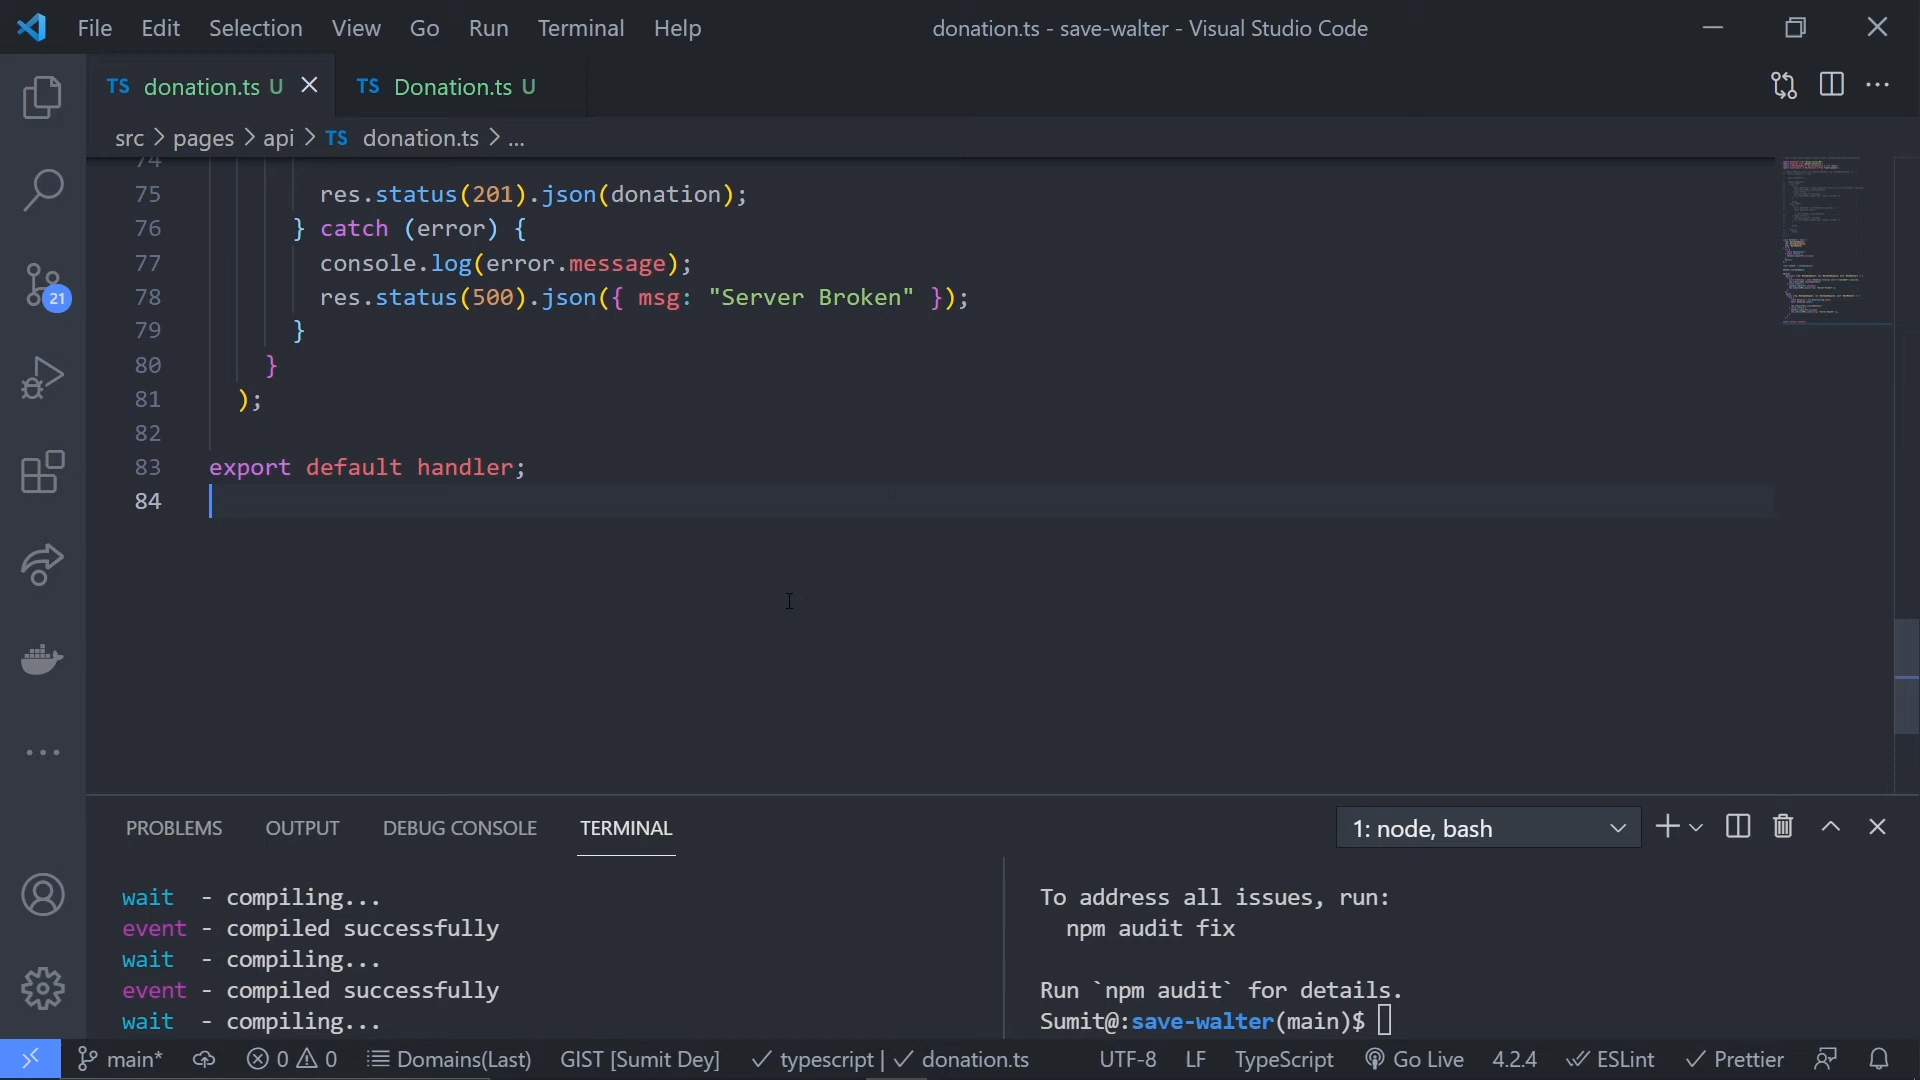 File Edit Selection View Go Run Terminal Help donation.ts - save-walter - Visual Studio Code
TS donation.ts U TS Donation.ts U
src > pages > api > TS donation.ts > ...
74
75 res.status(201).json(donation);
76 } catch (error) {
77 console.log(error.message);
78 res.status(500).json({ msg: "Server Broken" });
79 }
80 }
81 );
82
83 export default handler;
84
21
PROBLEMS OUTPUT DEBUG CONSOLE TERMINAL 1: node, bash
wait - compiling...
event - compiled successfully
wait - compiling...
event - compiled successfully
wait - compiling...
To address all issues, run:
npm audit fix
Run `npm audit` for details.
Sumit@:save-walter(main)$
main* 0 0 Domains(Last) GIST [Sumit Dey] typescript | donation.ts UTF-8 LF TypeScript Go Live 4.2.4 ESLint Prettier